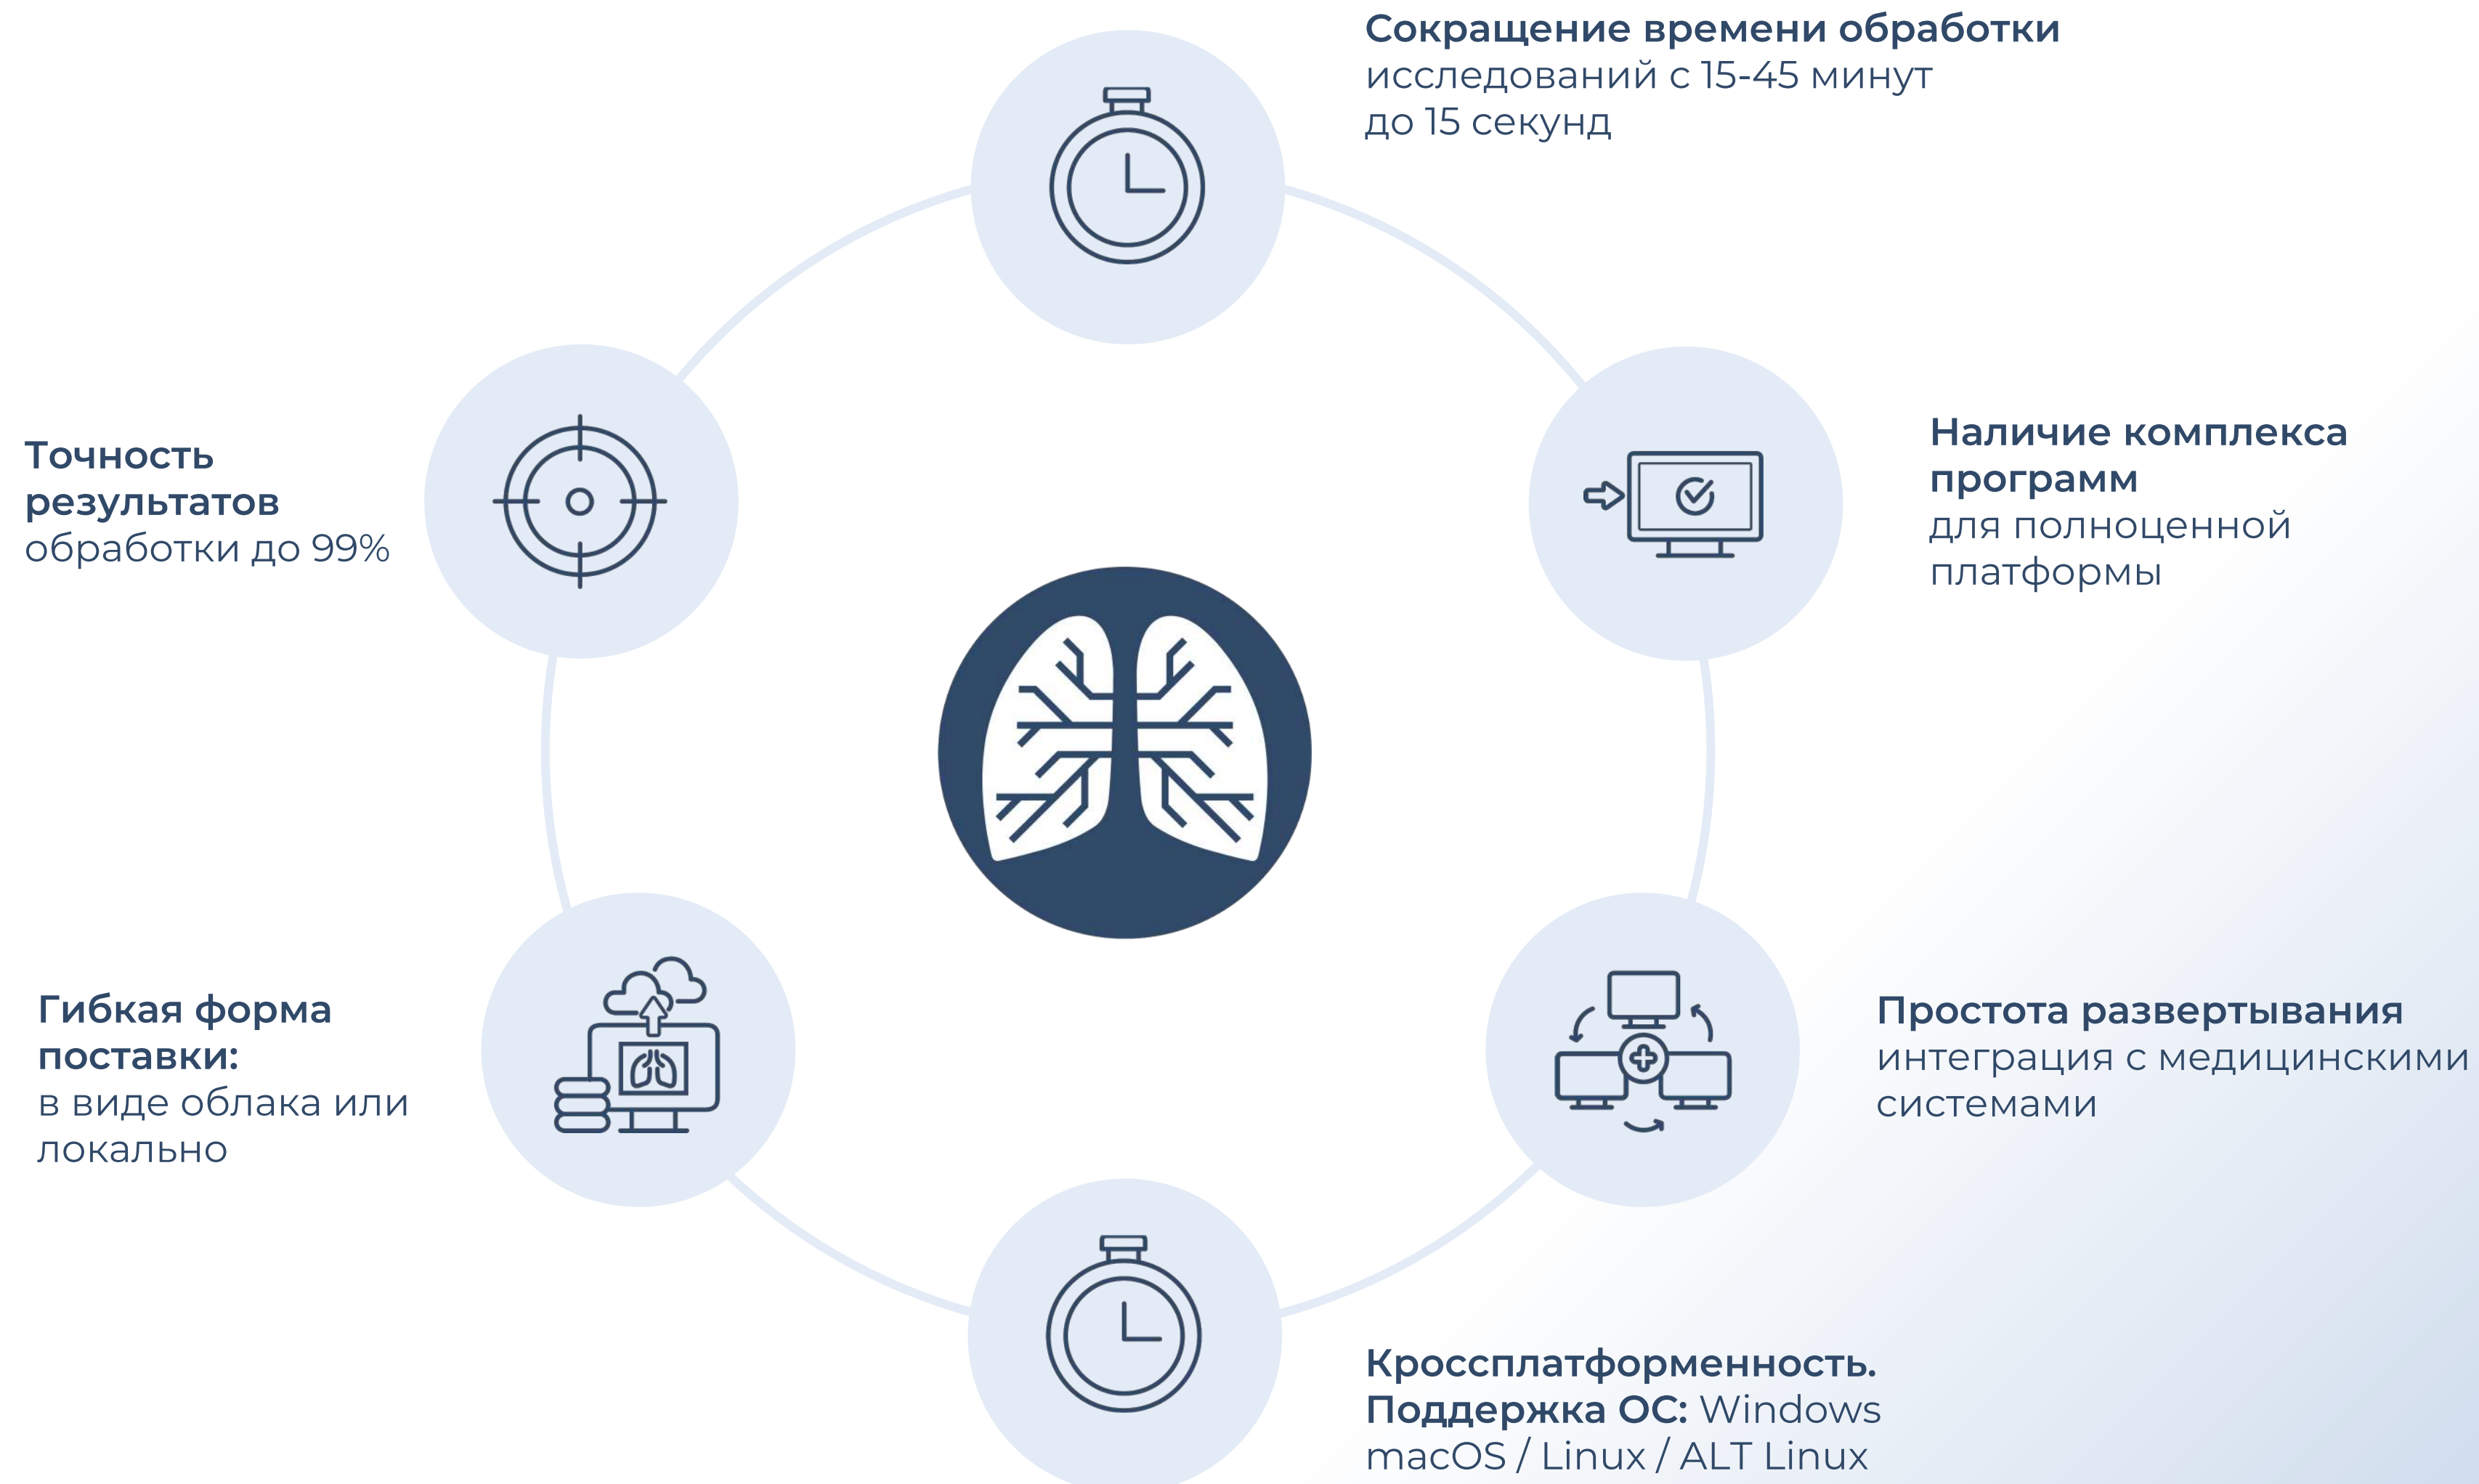 Сокращение времени обработки
исследований с 15-45 минут
до 15 секунд
Точность
результатов
обработки до 99%
Наличие комплекса
программ
для полноценной
платформы
Гибкая форма
поставки:
в виде облака или
локально
Простота развертывания
интеграция с медицинскими
системами
Кроссплатформенность.
Поддержка ОС: Windows
macOS / Linux / ALT Linux